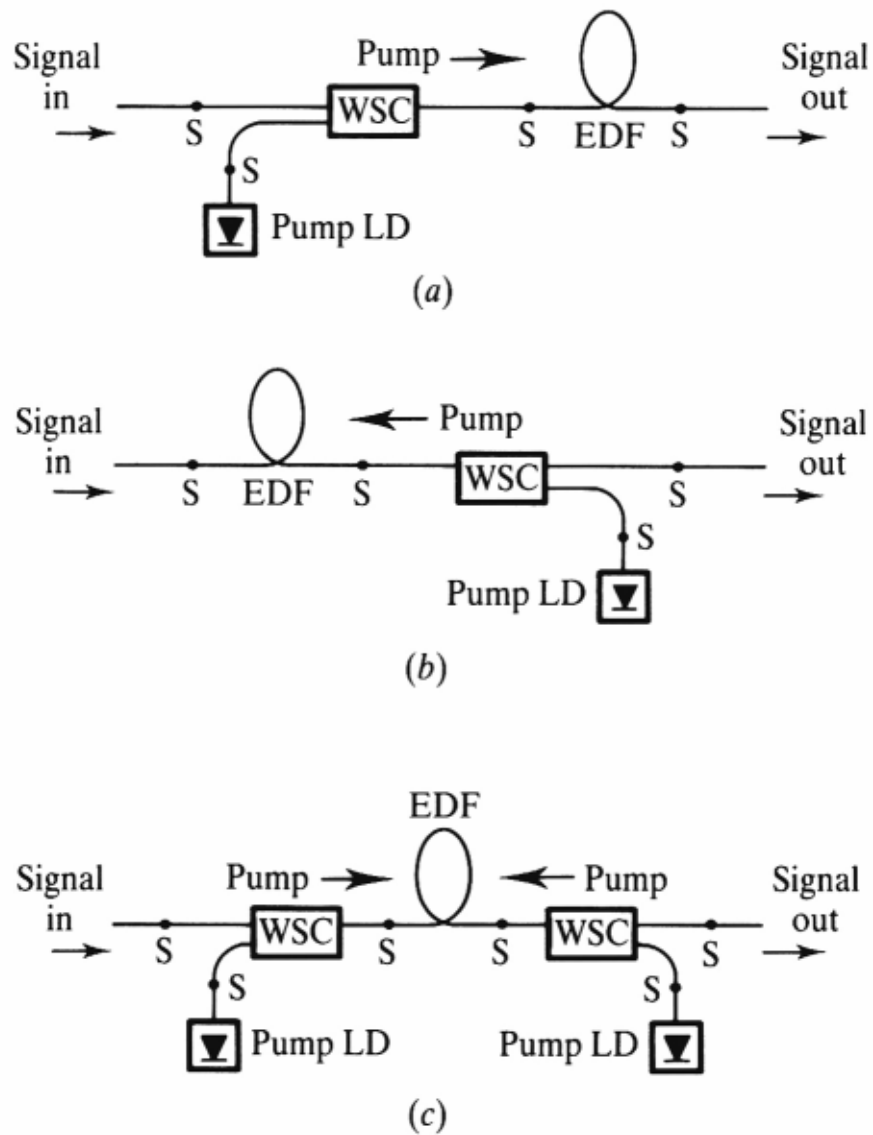 Signal in
Pump
Signal out
WSC
S
S
EDF
S
S
Pump LD
(a)
Signal in
Pump
Signal out
S
EDF
S
WSC
S
S
Pump LD
(b)
EDF
Signal in
Pump
Pump
Signal out
WSC
WSC
S
S
S
S
S
S
Pump LD
Pump LD
(c)